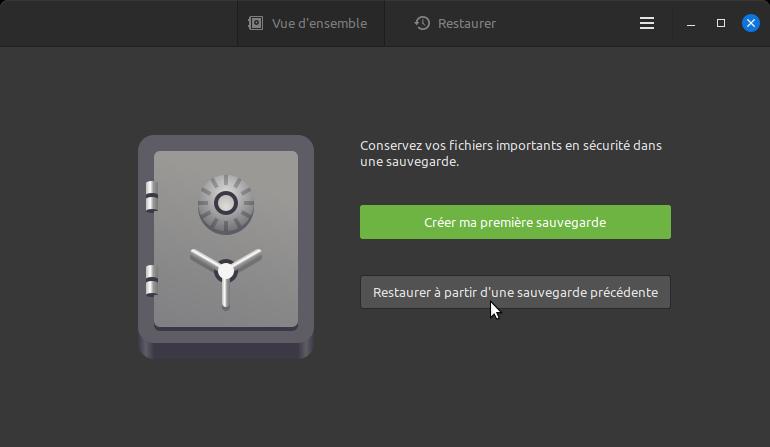 Vue d'ensemble
Restaurer
Conservez vos fichiers importants en sécurité dans
une sauvegarde.
Créer ma première sauvegarde
Restaurer à partir d'une sauvegarde précédente